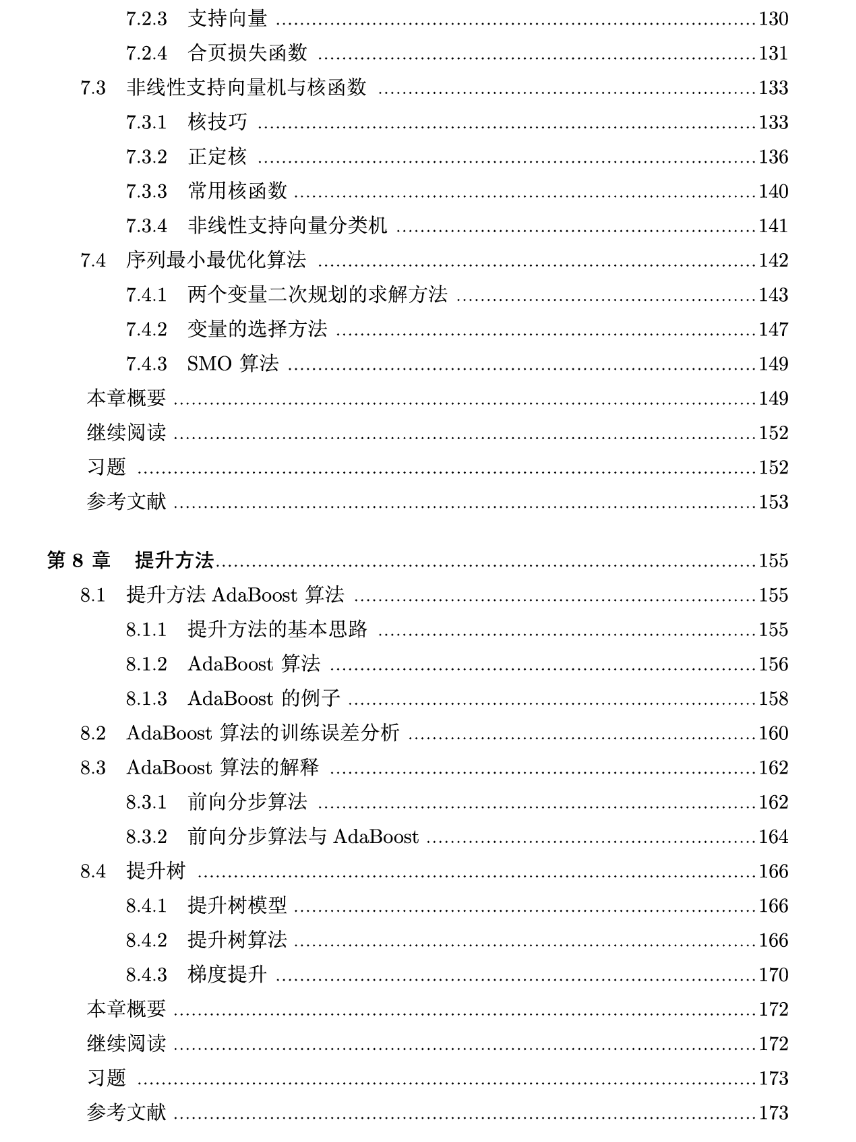 7.2.3 支持向量 ........ 130
7.2.4 合页损失函数 ........ 131
7.3 非线性支持向量机与核函数 ........ 133
7.3.1 核技巧 ........ 133
7.3.2 正定核 ........ 136
7.3.3 常用核函数 ........ 140
7.3.4 非线性支持向量分类机 ........ 141
7.4 序列最小最优化算法 ........ 142
7.4.1 两个变量二次规划的求解方法 ........ 143
7.4.2 变量的选择方法 ........ 147
7.4.3 SMO 算法 ........ 149
本章概要 ........ 149
继续阅读 ........ 152
习题 ........ 152
参考文献 ........ 153
第 8 章 提升方法 ........ 155
8.1 提升方法 AdaBoost 算法 ........ 155
8.1.1 提升方法的基本思路 ........ 155
8.1.2 AdaBoost 算法 ........ 156
8.1.3 AdaBoost 的例子 ........ 158
8.2 AdaBoost 算法的训练误差分析 ........ 160
8.3 AdaBoost 算法的解释 ........ 162
8.3.1 前向分步算法 ........ 162
8.3.2 前向分步算法与 AdaBoost ........ 164
8.4 提升树 ........ 166
8.4.1 提升树模型 ........ 166
8.4.2 提升树算法 ........ 166
8.4.3 梯度提升 ........ 170
本章概要 ........ 172
继续阅读 ........ 172
习题 ........ 173
参考文献 ........ 173